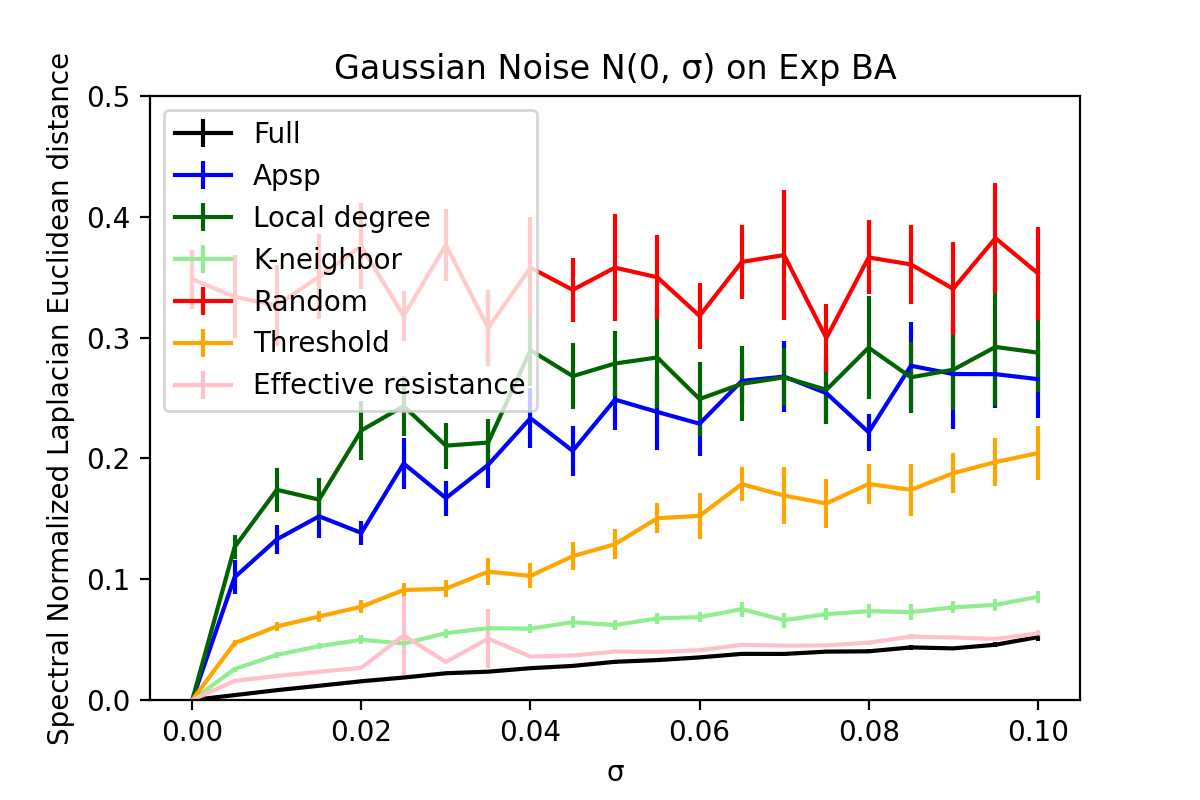 Gaussian Noise N(0, σ) on Exp BA
Spectral Normalized Laplacian Euclidean distance
0.5
0.4
0.3
0.2
0.1
0.0
Full
Apsp
Local degree
K-neighbor
Random
Threshold
Effective resistance
0.00 0.02 0.04 0.06 0.08 0.10
σ